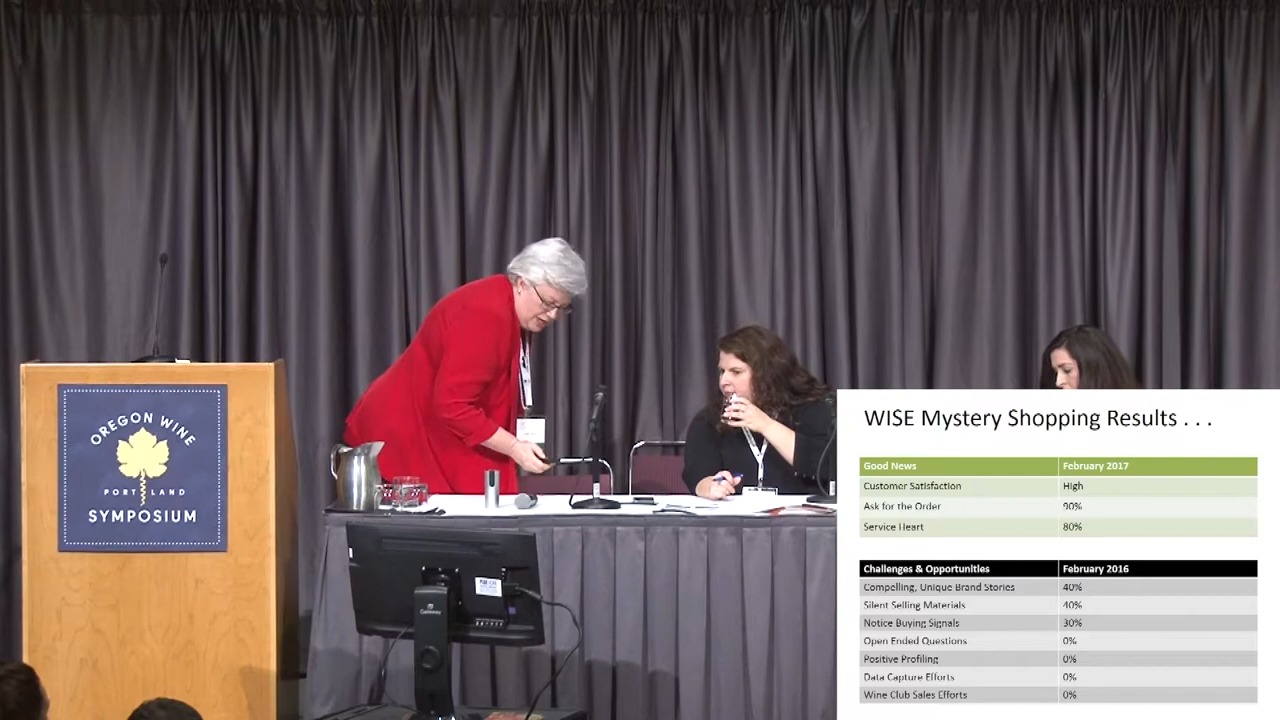 OREGON WINE
PORTLAND
SYMPOSIUM
WISE Mystery Shopping Results . . .
Good News February 2017
Customer Satisfaction High
Ask for the Order 90%
Service Heart 80%
Challenges & Opportunities February 2016
Compelling, Unique Brand Stories 40%
Silent Selling Materials 40%
Notice Buying Signals 30%
Open Ended Questions 0%
Positive Profiling 0%
Data Capture Efforts 0%
Wine Club Sales Efforts 0%
Gateway